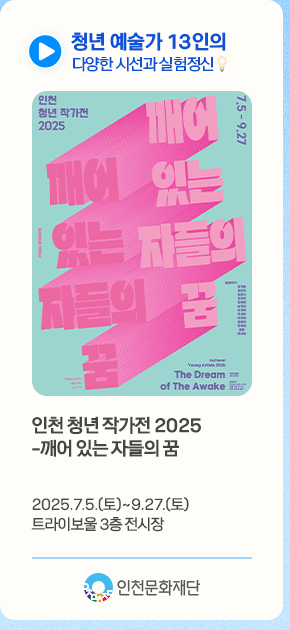 청년 예술가 13인의
다양한 시선과 실험정신
인천
청년 작가전
2025
7.5 - 9.27
깨어
있는
자들의
꿈
깨어
있는
자들의
꿈
Incheon
Young Artists 2025
The Dream
of The Awake
인천 청년 작가전 2025
-깨어 있는 자들의 꿈
2025.7.5.(토)~9.27.(토)
트라이보울 3층 전시장
인천문화재단